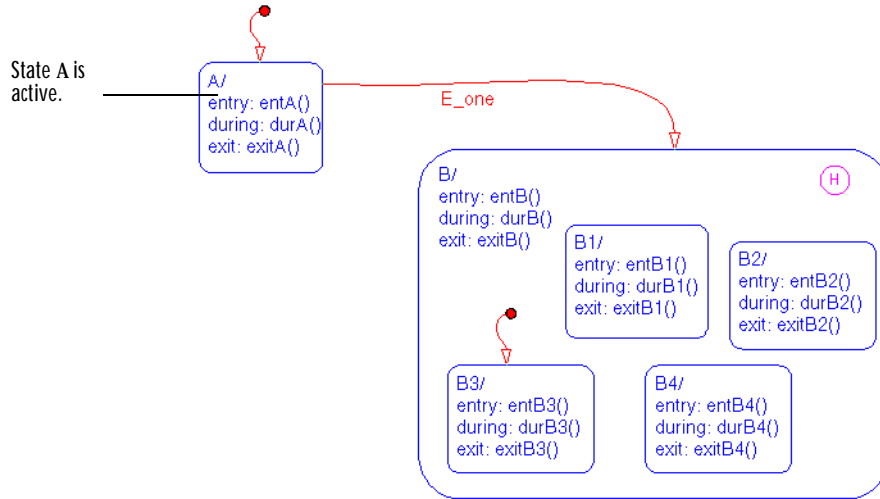 State A is
active.
A/
entry: entA()
during: durA()
exit: exitA()
E_one
B/
entry: entB()
during: durB()
exit: exitB()
H
B1/
entry: entB1()
during: durB1()
exit: exitB1()
B2/
entry: entB2()
during: durB2()
exit: exitB2()
B3/
entry: entB3()
during: durB3()
exit: exitB3()
B4/
entry: entB4()
during: durB4()
exit: exitB4()